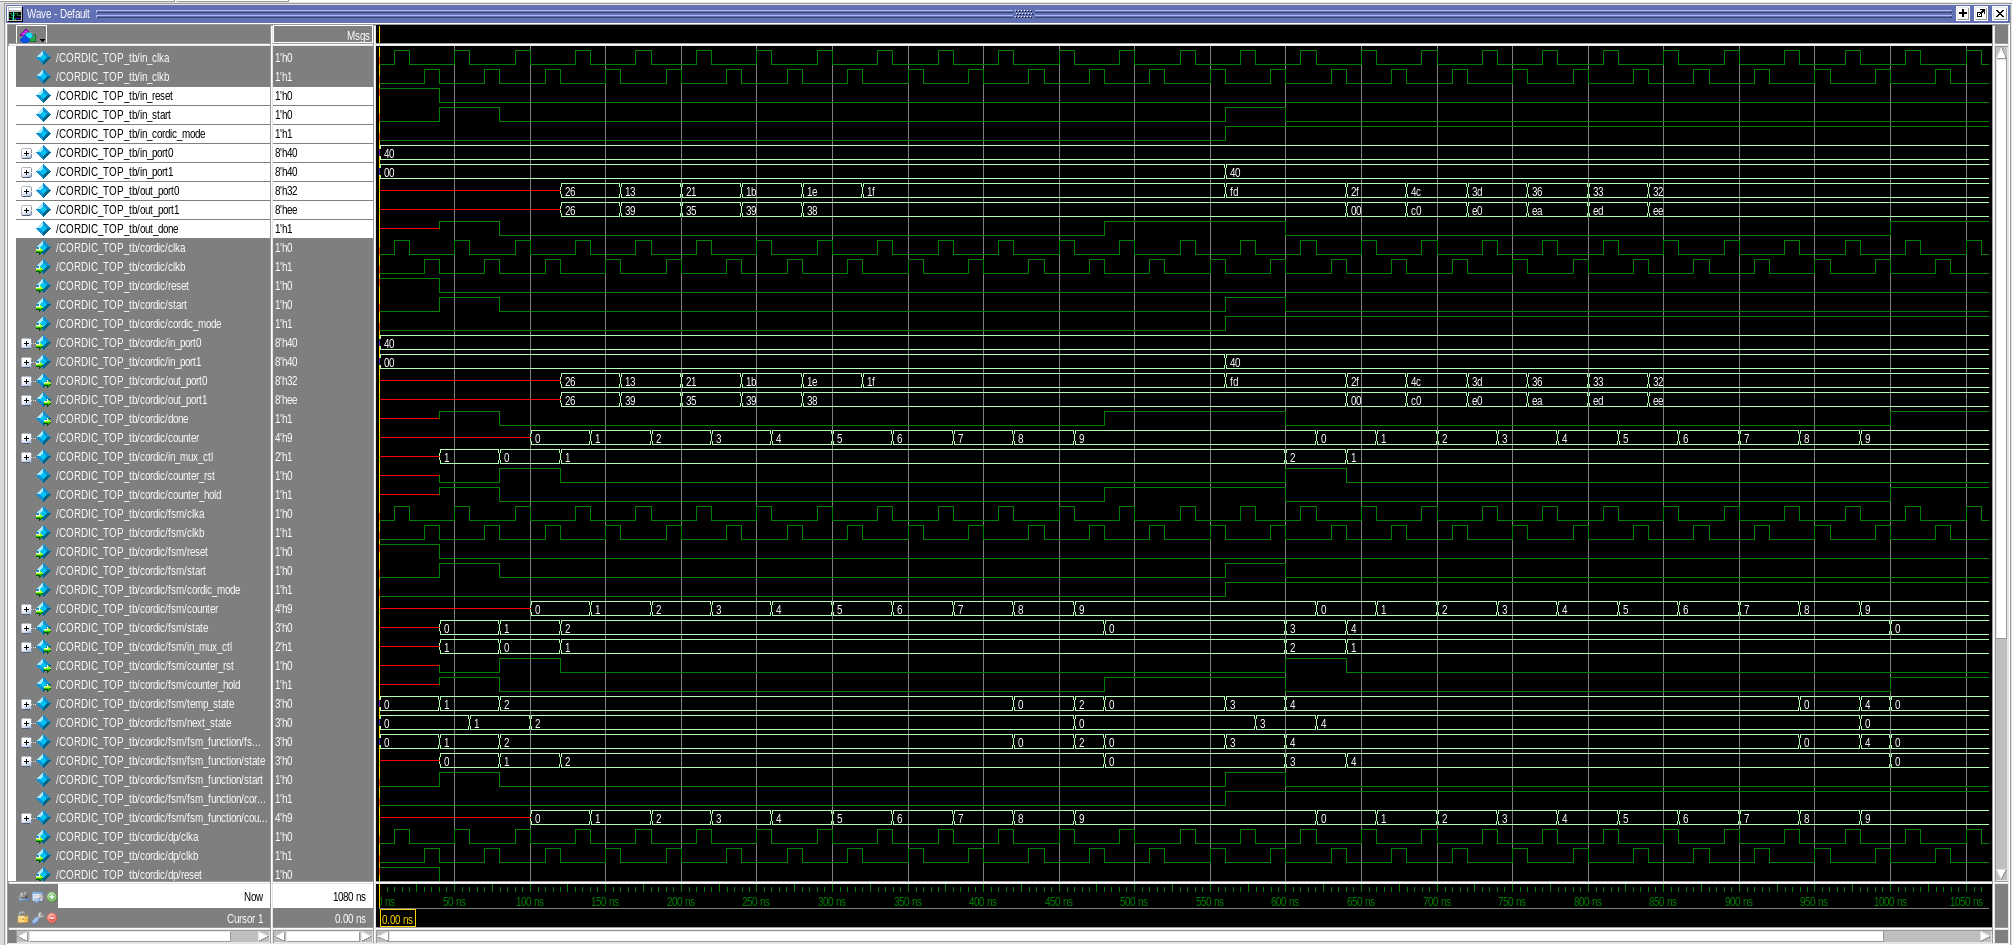 Wave - Default
Msgs
/CORDIC_TOP_tb/in_clka 1'h0
/CORDIC_TOP_tb/in_clkb 1'h1
/CORDIC_TOP_tb/in_reset 1'h0
/CORDIC_TOP_tb/in_start 1'h0
/CORDIC_TOP_tb/in_cordic_mode 1'h1
/CORDIC_TOP_tb/in_port0 8'h40 40
/CORDIC_TOP_tb/in_port1 8'h40 00 40
/CORDIC_TOP_tb/out_port0 8'h32 26 13 21 1b 1e 1f fd 2f 4c 3d 36 33 32
/CORDIC_TOP_tb/out_port1 8'hee 26 39 35 39 38 00 c0 e0 ea ed ee
/CORDIC_TOP_tb/out_done 1'h1
/CORDIC_TOP_tb/cordic/clka 1'h0
/CORDIC_TOP_tb/cordic/clkb 1'h1
/CORDIC_TOP_tb/cordic/reset 1'h0
/CORDIC_TOP_tb/cordic/start 1'h0
/CORDIC_TOP_tb/cordic/cordic_mode 1'h1
/CORDIC_TOP_tb/cordic/in_port0 8'h40 40
/CORDIC_TOP_tb/cordic/in_port1 8'h40 00 40
/CORDIC_TOP_tb/cordic/out_port0 8'h32 26 13 21 1b 1e 1f fd 2f 4c 3d 36 33 32
/CORDIC_TOP_tb/cordic/out_port1 8'hee 26 39 35 39 38 00 c0 e0 ea ed ee
/CORDIC_TOP_tb/cordic/done 1'h1
/CORDIC_TOP_tb/cordic/counter 4'h9 0 1 2 3 4 5 6 7 8 9 0 1 2 3 4 5 6 7 8 9
/CORDIC_TOP_tb/cordic/in_mux_ctl 2'h1 1 0 1 2 1
/CORDIC_TOP_tb/cordic/counter_rst 1'h0
/CORDIC_TOP_tb/cordic/counter_hold 1'h1
/CORDIC_TOP_tb/cordic/fsm/clka 1'h0
/CORDIC_TOP_tb/cordic/fsm/clkb 1'h1
/CORDIC_TOP_tb/cordic/fsm/reset 1'h0
/CORDIC_TOP_tb/cordic/fsm/start 1'h0
/CORDIC_TOP_tb/cordic/fsm/cordic_mode 1'h1
/CORDIC_TOP_tb/cordic/fsm/counter 4'h9 0 1 2 3 4 5 6 7 8 9 0 1 2 3 4 5 6 7 8 9
/CORDIC_TOP_tb/cordic/fsm/state 3'h0 0 1 2 0 3 4 0
/CORDIC_TOP_tb/cordic/fsm/in_mux_ctl 2'h1 1 0 1 2 1
/CORDIC_TOP_tb/cordic/fsm/counter_rst 1'h0
/CORDIC_TOP_tb/cordic/fsm/counter_hold 1'h1
/CORDIC_TOP_tb/cordic/fsm/temp_state 3'h0 0 1 2 0 2 0 3 4 0 4 0
/CORDIC_TOP_tb/cordic/fsm/next_state 3'h0 0 1 2 0 3 4 0
/CORDIC_TOP_tb/cordic/fsm/fsm_function/fs... 3'h0 0 1 2 0 2 0 3 4 0 4 0
/CORDIC_TOP_tb/cordic/fsm/fsm_function/state 3'h0 0 1 2 0 3 4 0
/CORDIC_TOP_tb/cordic/fsm/fsm_function/start 1'h0
/CORDIC_TOP_tb/cordic/fsm/fsm_function/cor... 1'h1
/CORDIC_TOP_tb/cordic/fsm/fsm_function/cou... 4'h9 0 1 2 3 4 5 6 7 8 9 0 1 2 3 4 5 6 7 8 9
/CORDIC_TOP_tb/cordic/dp/clka 1'h0
/CORDIC_TOP_tb/cordic/dp/clkb 1'h1
/CORDIC_TOP_tb/cordic/dp/reset 1'h0
Now 1080 ns ns 50 ns 100 ns 150 ns 200 ns 250 ns 300 ns 350 ns 400 ns 450 ns 500 ns 550 ns 600 ns 650 ns 700 ns 750 ns 800 ns 850 ns 900 ns 950 ns 1000 ns 1050 ns
Cursor 1 0.00 ns 0.00 ns